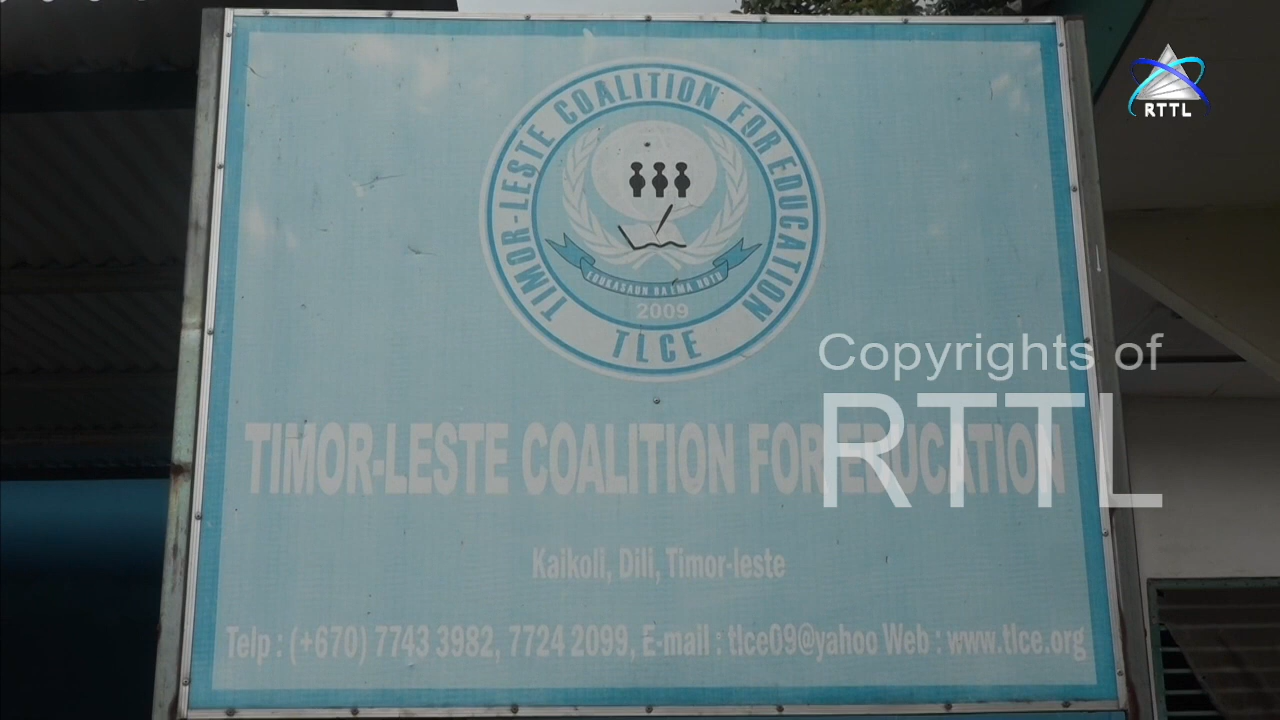 RTTL
TIMOR-LESTE COALITION FOR EDUCATION
EDUKASAUN BA EMA HOTU
2009
TLCE
Copyrights of
RTTL
TIMOR-LESTE COALITION FOR EDUCATION
Kaikoli, Dili, Timor-leste
Telp : (+670) 7743 3982, 7724 2099, E-mail : tlce09@yahoo Web : www.tlce.org